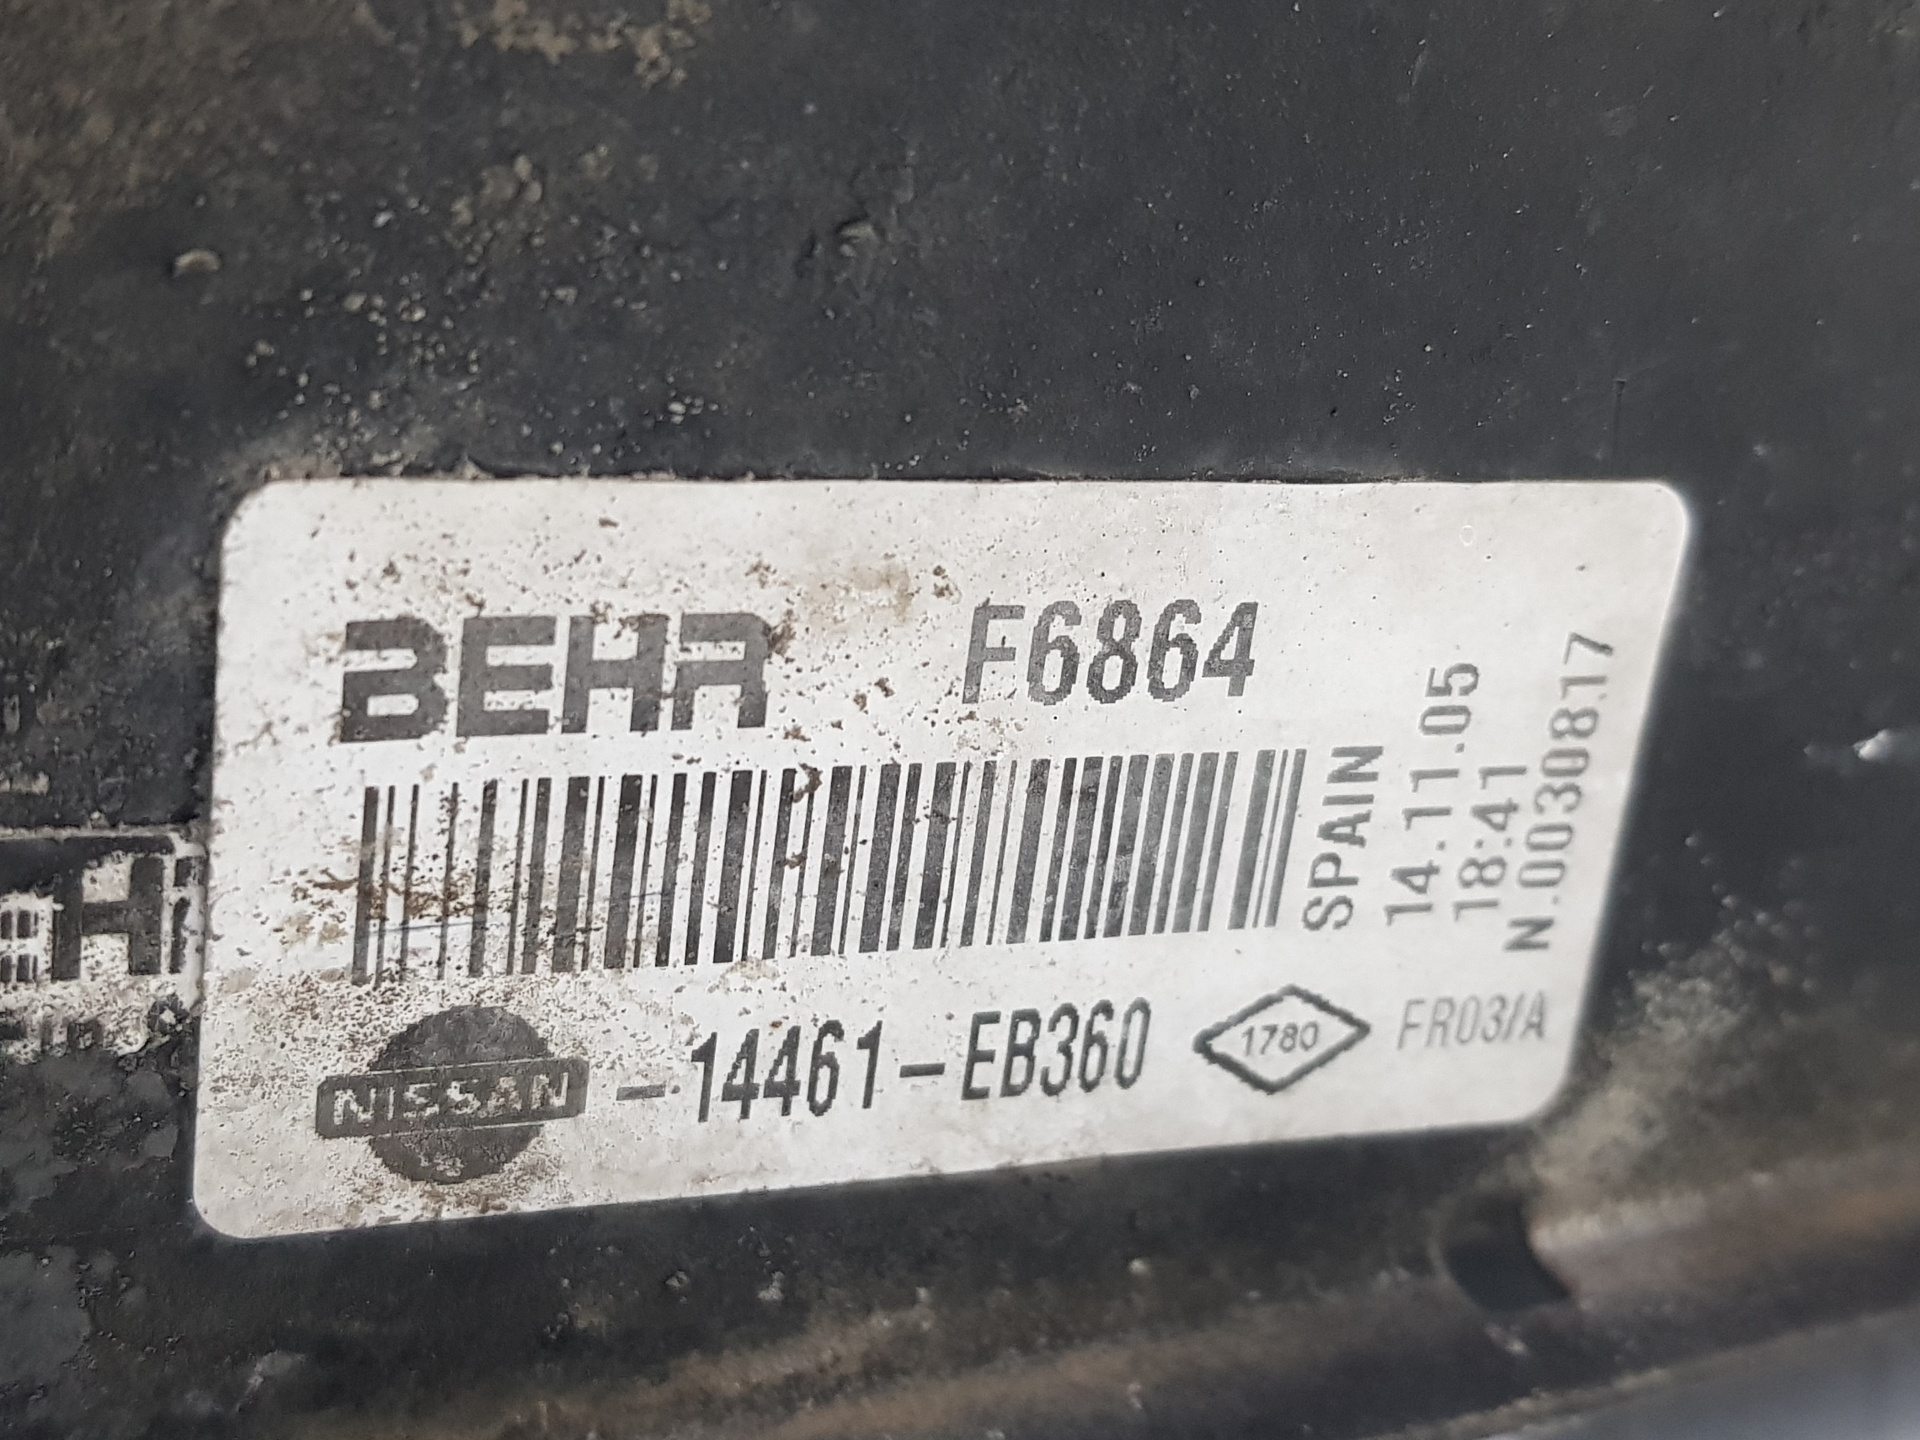 BEHR F6864
SPAIN
14.11.05
18:41
N.0030817
NISSAN -14461-EB360 1780 FR03/A